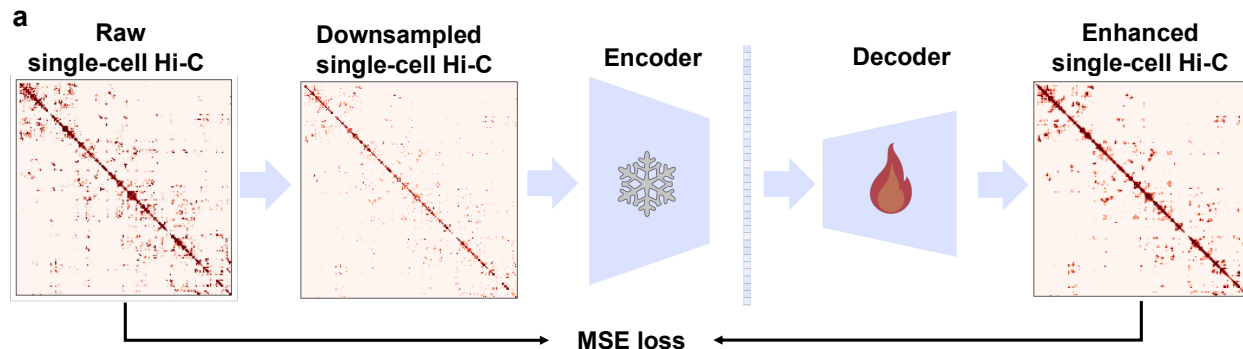 a
Raw
single-cell Hi-C
Downsampled
single-cell Hi-C
Encoder
Decoder
Enhanced
single-cell Hi-C
MSE loss